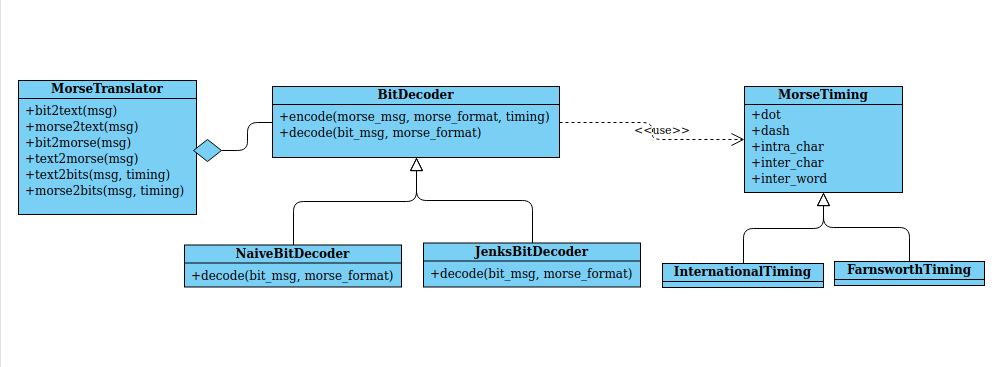 MorseTranslator
+bit2text(msg)
+morse2text(msg)
+bit2morse(msg)
+text2morse(msg)
+text2bits(msg, timing)
+morse2bits(msg, timing)
BitDecoder
+encode(morse_msg, morse_format, timing)
+decode(bit_msg, morse_format)
<<use>>
MorseTiming
+dot
+dash
+intra_char
+inter_char
+inter_word
NaiveBitDecoder
+decode(bit_msg, morse_format)
JenksBitDecoder
+decode(bit_msg, morse_format)
InternationalTiming
FarnsworthTiming